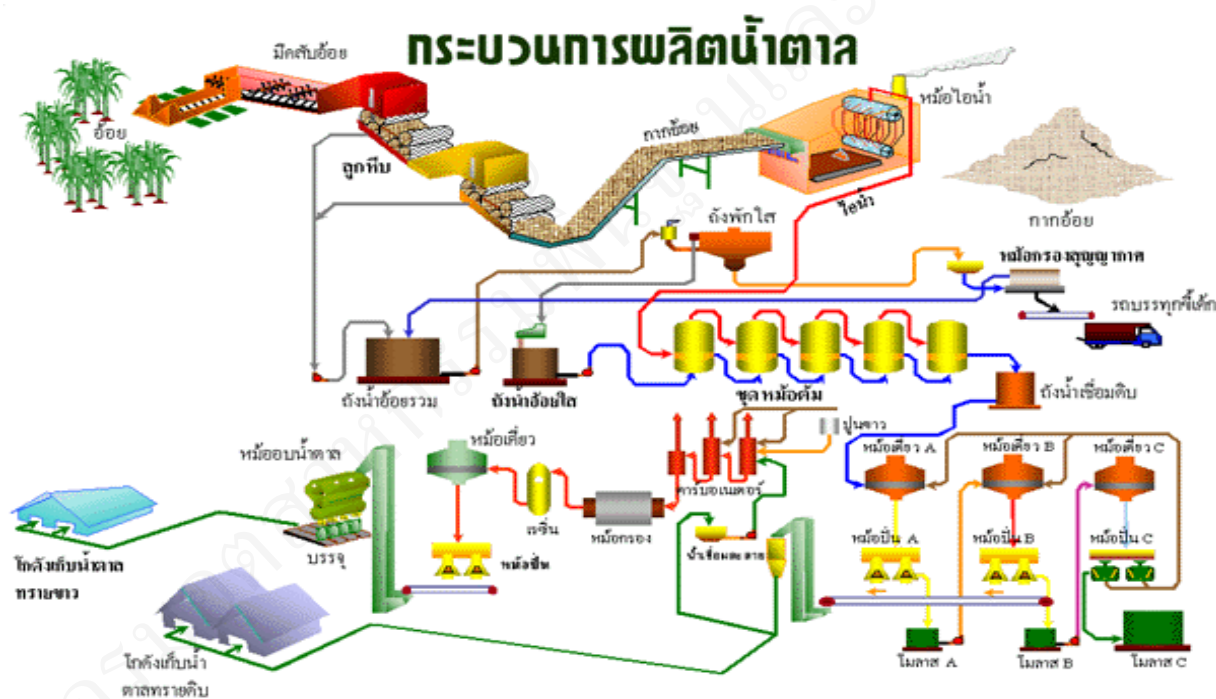 กระบวนการผลิตน้ำตาล
มีดสับอ้อย
อ้อย
ลูกหีบ
กากอ้อย
หม้อไอน้ำ
ไอน้ำ
กากอ้อย
ถังพักใส
หม้อกรองสุญญากาศ
รถบรรทุกขี้เค้ก
ถังน้ำอ้อยรวม
ถังน้ำอ้อยใส
ชุดหม้อต้ม
ถังน้ำเชื่อมดิบ
ปูนขาว
หม้อเคี่ยว
หม้ออบน้ำตาล
คาร์บอเนเตอร์
เรซิ่น
หม้อกรอง
น้ำเชื่อมละลาย
หม้อปั่น
บรรจุ
โกดังเก็บน้ำตาล
ทรายขาว
โกดังเก็บน้ำ
ตาลทรายดิบ
หม้อเคี่ยว A
หม้อเคี่ยว B
หม้อเคี่ยว C
หม้อปั่น A
หม้อปั่น B
หม้อปั่น C
โมลาส A
โมลาส B
โมลาส C